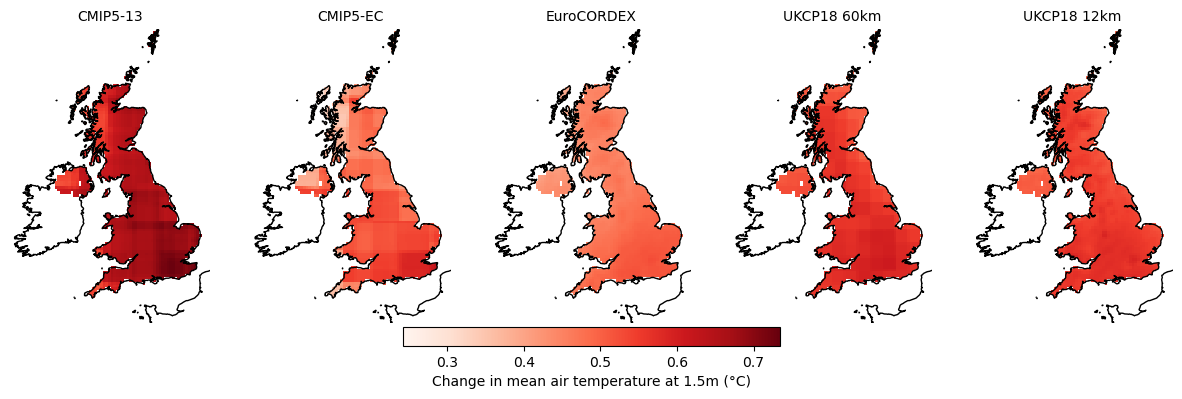 CMIP5-13
CMIP5-EC
EuroCORDEX
UKCP18 60km
UKCP18 12km
0.3
0.4
0.5
0.6
0.7
Change in mean air temperature at 1.5m (°C)